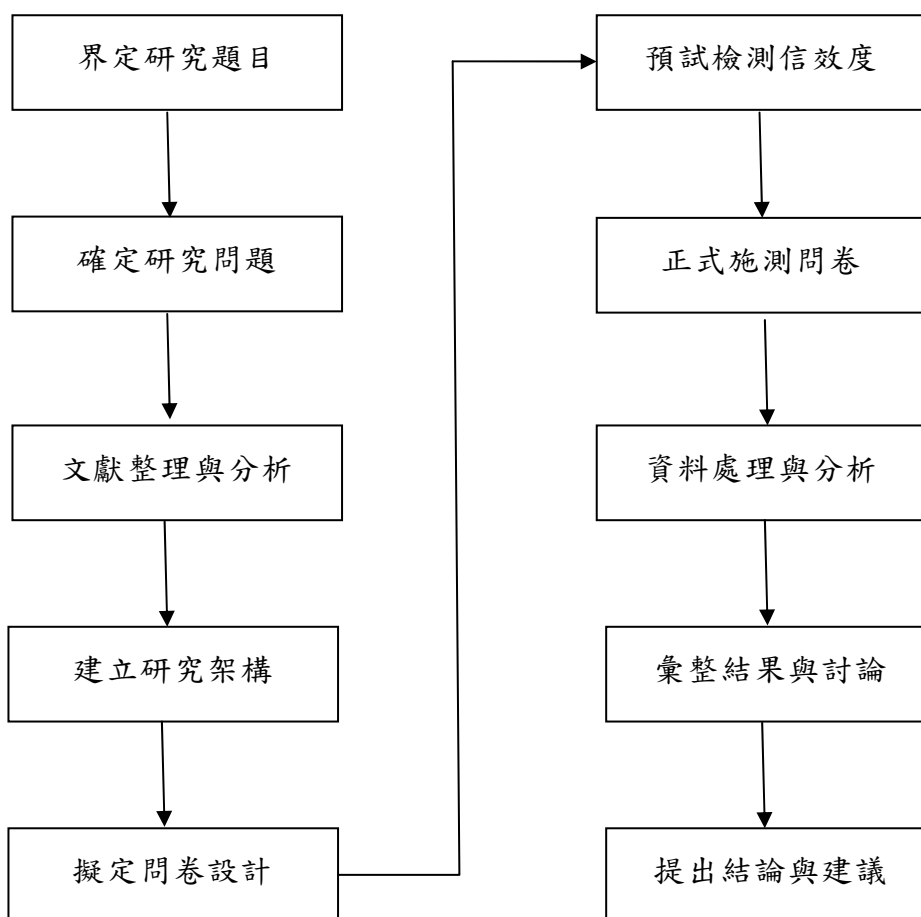 界定研究題目
確定研究問題
文獻整理與分析
建立研究架構
擬定問卷設計
預試檢測信效度
正式施測問卷
資料處理與分析
彙整結果與討論
提出結論與建議